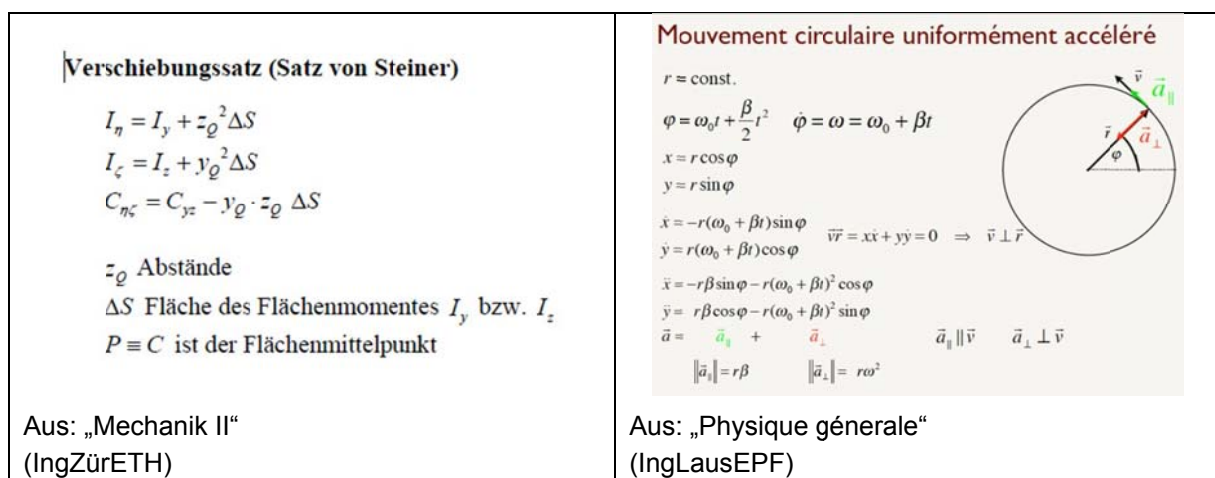 Verschiebungssatz (Satz von Steiner)
I_η = I_y + z_Q² ΔS
I_ζ = I_z + y_Q² ΔS
C_ηζ = C_yz − y_Q · z_Q ΔS
z_Q Abstände
ΔS Fläche des Flächenmomentes I_y bzw. I_z
P ≡ C ist der Flächenmittelpunkt
Aus: „Mechanik II“
(IngZürETH)
Mouvement circulaire uniformément accéléré
r = const.
φ = ω₀t + β/2 t² φ̇ = ω = ω₀ + βt
x = r cos φ
y = r sin φ
ẋ = −r(ω₀ + βt) sin φ
v⃗r⃗ = xẋ + yẏ = 0 ⇒ v⃗ ⊥ r⃗
ẏ = r(ω₀ + βt) cos φ
ẍ = −rβ sin φ − r(ω₀ + βt)² cos φ
ÿ = rβ cos φ − r(ω₀ + βt)² sin φ
a⃗ = a⃗_∥ + a⃗_⊥ a⃗_∥ ∥ v⃗ a⃗_⊥ ⊥ v⃗
‖a⃗_∥‖ = rβ ‖a⃗_⊥‖ = rω²
v⃗
a⃗_∥
r⃗
a⃗_⊥
φ
Aus: „Physique génerale“
(IngLausEPF)